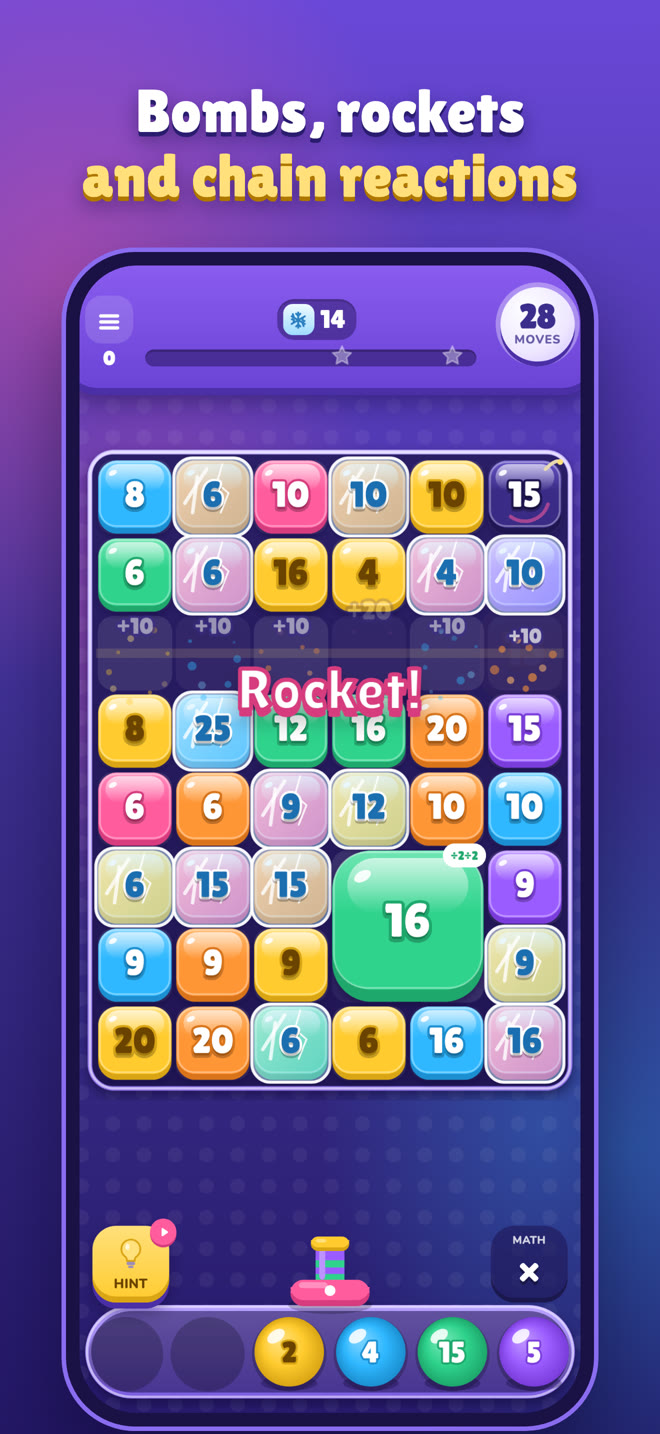 Bombs, rockets
and chain reactions
14
28
MOVES
0
8 6 10 10 10 15
6 6 16 4 4 10
+20
+10 +10 +10 +10 +10
Rocket!
8 25 12 16 20 15
6 6 9 12 10 10
÷2÷2
6 15 15 16 9
9 9 9 9
20 20 6 6 16 16
HINT
MATH
×
2 4 15 5